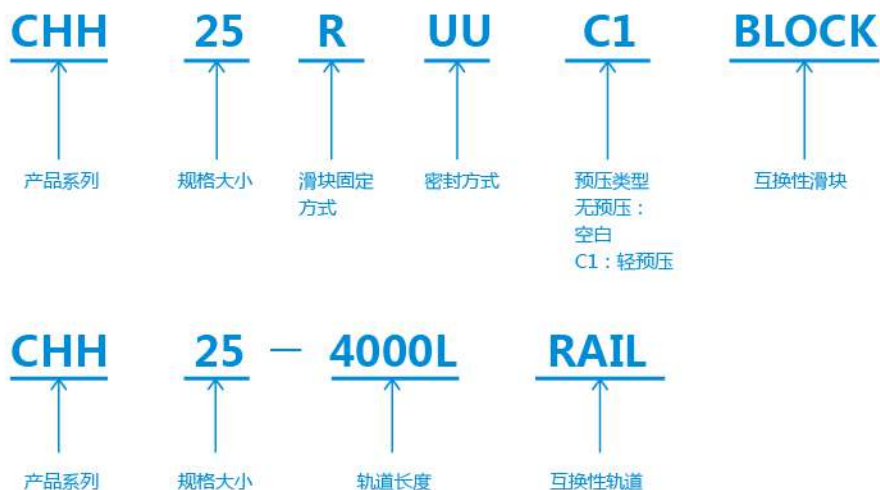 CHH 25 R UU C1 BLOCK
产品系列 规格大小 滑块固定 密封方式 预压类型 互换性滑块
方式 无预压：
空白
C1：轻预压
CHH 25 — 4000L RAIL
产品系列 规格大小 轨道长度 互换性轨道